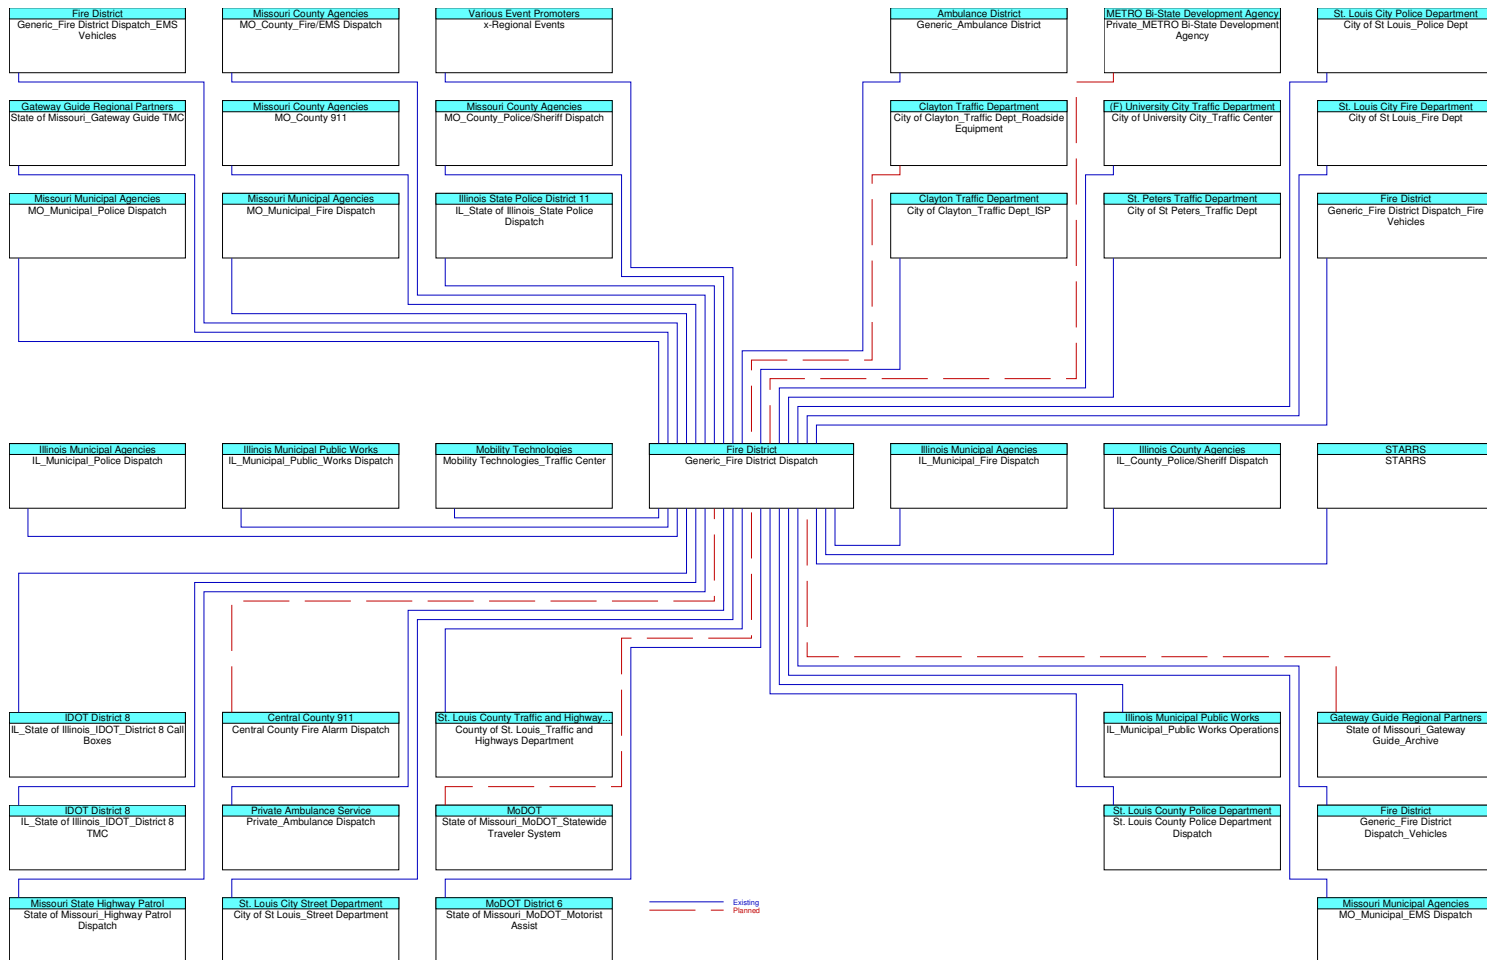 Fire District
Generic_Fire District Dispatch_EMS
Vehicles
Missouri County Agencies
MO_County_Fire/EMS Dispatch
Various Event Promoters
x-Regional Events
Ambulance District
Generic_Ambulance District
METRO Bi-State Development Agency
Private_METRO Bi-State Development
Agency
St. Louis City Police Department
City of St Louis_Police Dept
Gateway Guide Regional Partners
State of Missouri_Gateway Guide TMC
Missouri County Agencies
MO_County 911
Missouri County Agencies
MO_County_Police/Sheriff Dispatch
Clayton Traffic Department
City of Clayton_Traffic Dept_Roadside
Equipment
(F) University City Traffic Department
City of University City_Traffic Center
St. Louis City Fire Department
City of St Louis_Fire Dept
Missouri Municipal Agencies
MO_Municipal_Police Dispatch
Missouri Municipal Agencies
MO_Municipal_Fire Dispatch
Illinois State Police District 11
IL_State of Illinois_State Police
Dispatch
Clayton Traffic Department
City of Clayton_Traffic Dept_ISP
St. Peters Traffic Department
City of St Peters_Traffic Dept
Fire District
Generic_Fire District Dispatch_Fire
Vehicles
Illinois Municipal Agencies
IL_Municipal_Police Dispatch
Illinois Municipal Public Works
IL_Municipal_Public_Works Dispatch
Mobility Technologies
Mobility Technologies_Traffic Center
Fire District
Generic_Fire District Dispatch
Illinois Municipal Agencies
IL_Municipal_Fire Dispatch
Illinois County Agencies
IL_County_Police/Sheriff Dispatch
STARRS
STARRS
IDOT District 8
IL_State of Illinois_IDOT_District 8 Call
Boxes
Central County 911
Central County Fire Alarm Dispatch
St. Louis County Traffic and Highway...
County of St. Louis_Traffic and
Highways Department
Illinois Municipal Public Works
IL_Municipal_Public Works Operations
Gateway Guide Regional Partners
State of Missouri_Gateway
Guide_Archive
IDOT District 8
IL_State of Illinois_IDOT_District 8
TMC
Private Ambulance Service
Private_Ambulance Dispatch
MoDOT
State of Missouri_MoDOT_Statewide
Traveler System
St. Louis County Police Department
St. Louis County Police Department
Dispatch
Fire District
Generic_Fire District
Dispatch_Vehicles
Missouri State Highway Patrol
State of Missouri_Highway Patrol
Dispatch
St. Louis City Street Department
City of St Louis_Street Department
MoDOT District 6
State of Missouri_MoDOT_Motorist
Assist
Existing
Planned
Missouri Municipal Agencies
MO_Municipal_EMS Dispatch